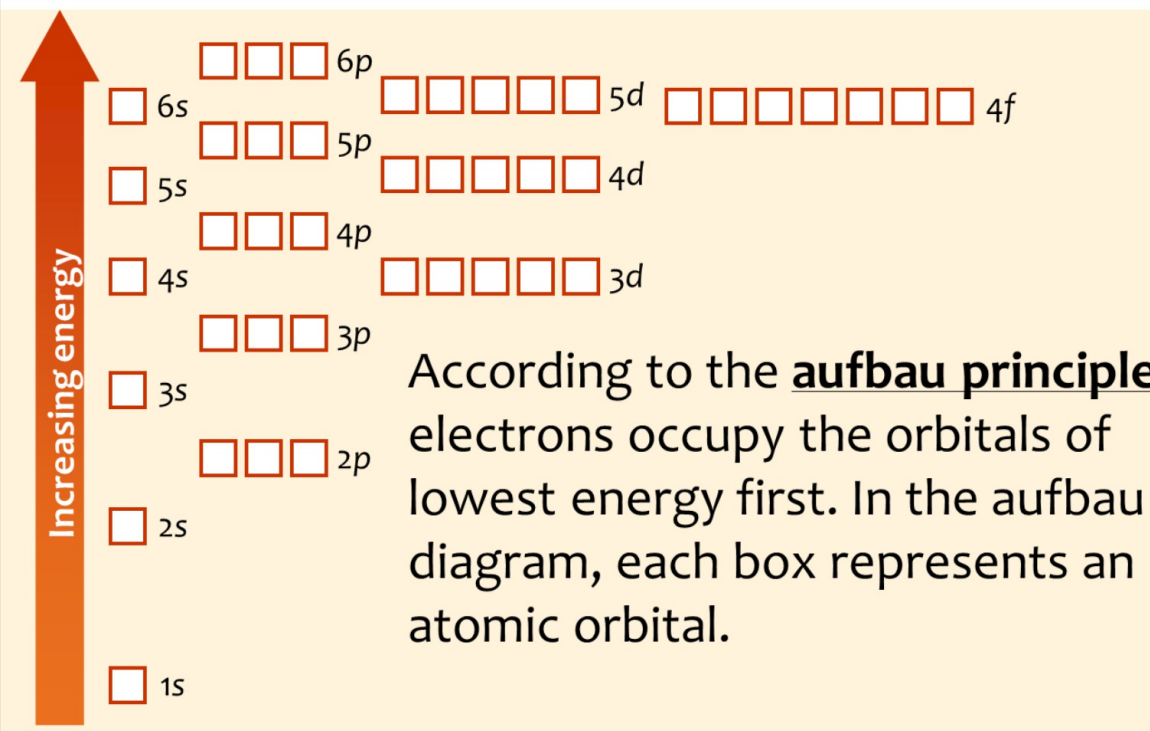 Increasing energy
6p
6s
5d
4f
5p
5s
4d
4p
4s
3d
3p
3s
2p
2s
1s
According to the aufbau principle
electrons occupy the orbitals of
lowest energy first. In the aufbau
diagram, each box represents an
atomic orbital.